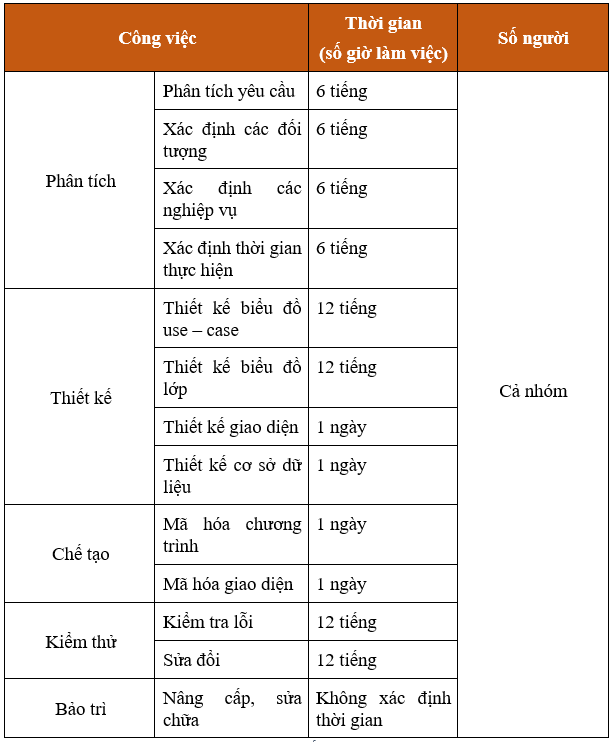 Công việc
Thời gian
(số giờ làm việc)
Số người
Phân tích
Phân tích yêu cầu
6 tiếng
Xác định các đối
tượng
6 tiếng
Xác định các
nghiệp vụ
6 tiếng
Xác định thời gian
thực hiện
6 tiếng
Cả nhóm
Thiết kế
Thiết kế biểu đồ
use – case
12 tiếng
Thiết kế biểu đồ
lớp
12 tiếng
Thiết kế giao diện
1 ngày
Thiết kế cơ sở dữ
liệu
1 ngày
Chế tạo
Mã hóa chương
trình
1 ngày
Mã hóa giao diện
1 ngày
Kiểm thử
Kiểm tra lỗi
12 tiếng
Sửa đổi
12 tiếng
Bảo trì
Nâng cấp, sửa
chữa
Không xác định
thời gian